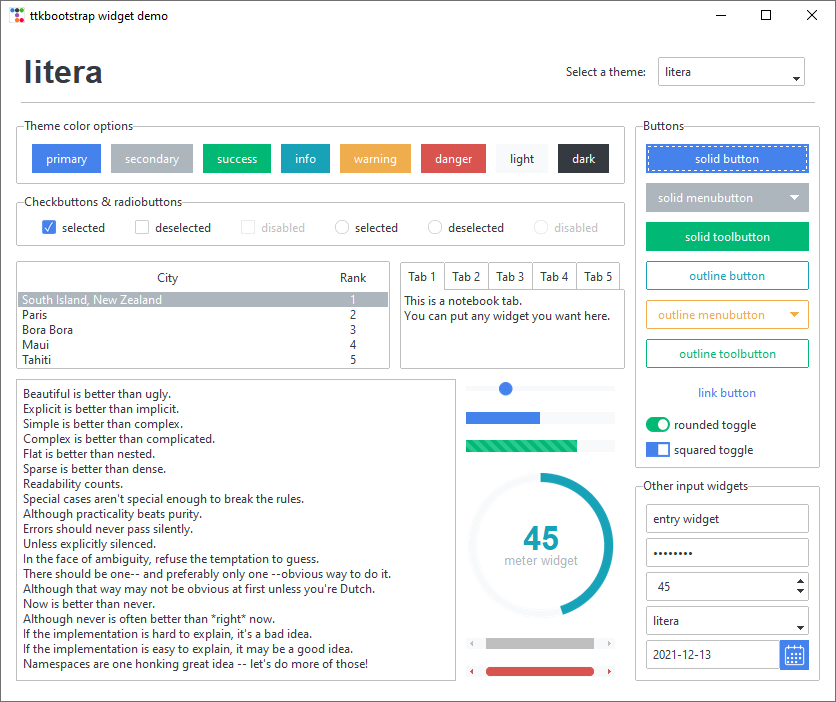 ttkbootstrap widget demo
litera
Select a theme: litera
Theme color options
primary secondary success info warning danger light dark
Checkbuttons & radiobuttons
selected deselected disabled selected deselected disabled
City Rank
South Island, New Zealand 1
Paris 2
Bora Bora 3
Maui 4
Tahiti 5
Tab 1 Tab 2 Tab 3 Tab 4 Tab 5
This is a notebook tab.
You can put any widget you want here.
Beautiful is better than ugly.
Explicit is better than implicit.
Simple is better than complex.
Complex is better than complicated.
Flat is better than nested.
Sparse is better than dense.
Readability counts.
Special cases aren't special enough to break the rules.
Although practicality beats purity.
Errors should never pass silently.
Unless explicitly silenced.
In the face of ambiguity, refuse the temptation to guess.
There should be one-- and preferably only one --obvious way to do it.
Although that way may not be obvious at first unless you're Dutch.
Now is better than never.
Although never is often better than *right* now.
If the implementation is hard to explain, it's a bad idea.
If the implementation is easy to explain, it may be a good idea.
Namespaces are one honking great idea -- let's do more of those!
45
meter widget
Buttons
solid button
solid menubutton
solid toolbutton
outline button
outline menubutton
outline toolbutton
link button
rounded toggle
squared toggle
Other input widgets
entry widget
••••••••
45
litera
2021-12-13